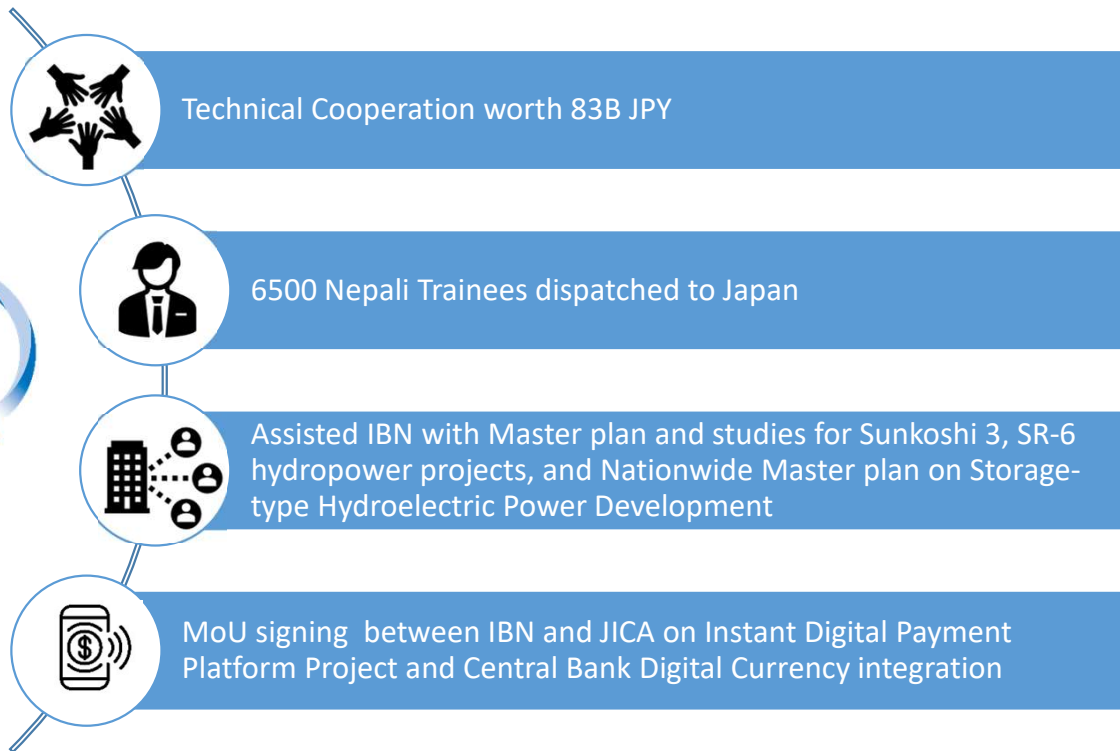 Technical Cooperation worth 83B JPY
6500 Nepali Trainees dispatched to Japan
Assisted IBN with Master plan and studies for Sunkoshi 3, SR-6
hydropower projects, and Nationwide Master plan on Storage-
type Hydroelectric Power Development
MoU signing  between IBN and JICA on Instant Digital Payment
Platform Project and Central Bank Digital Currency integration